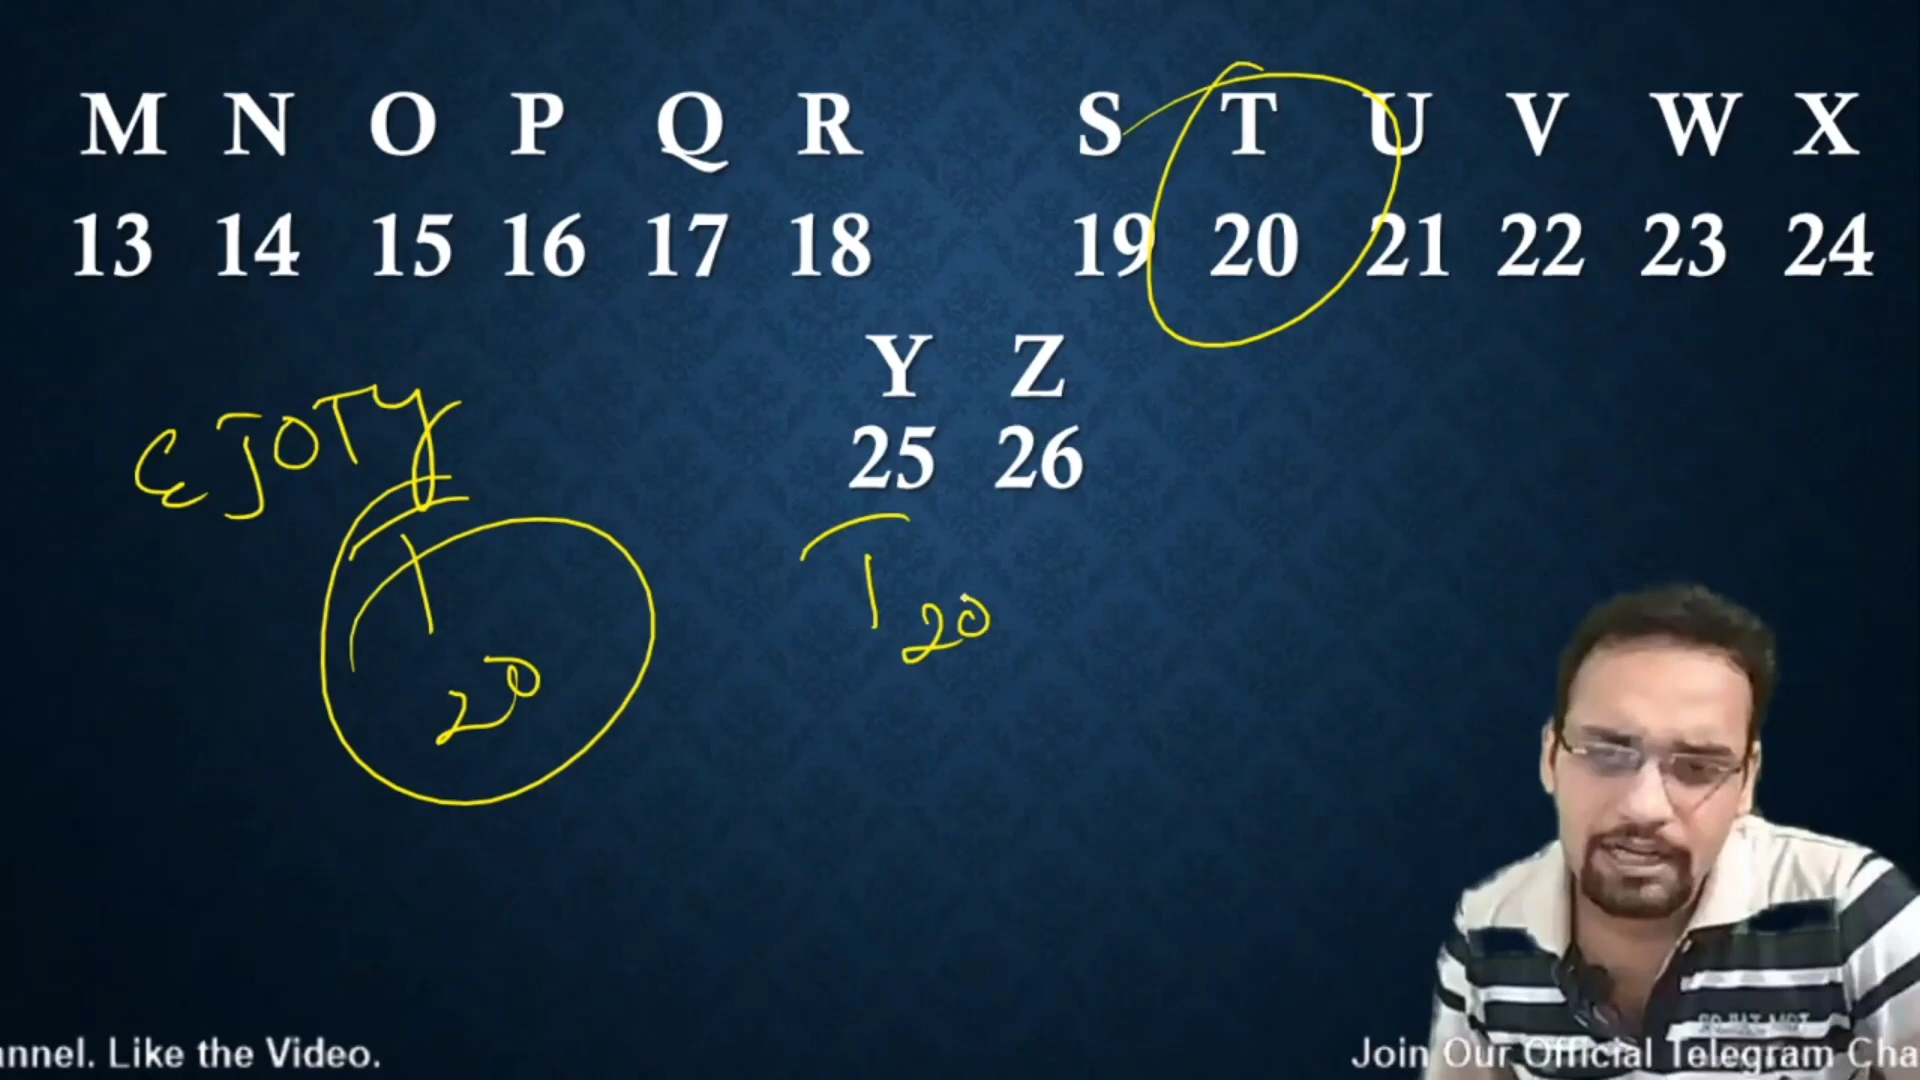 M N O P Q R S T U V W X
13 14 15 16 17 18 19 20 21 22 23 24
Y Z
25 26
EJOTY
T
20
T20
annel. Like the Video.
Join Our Official Telegram Cha